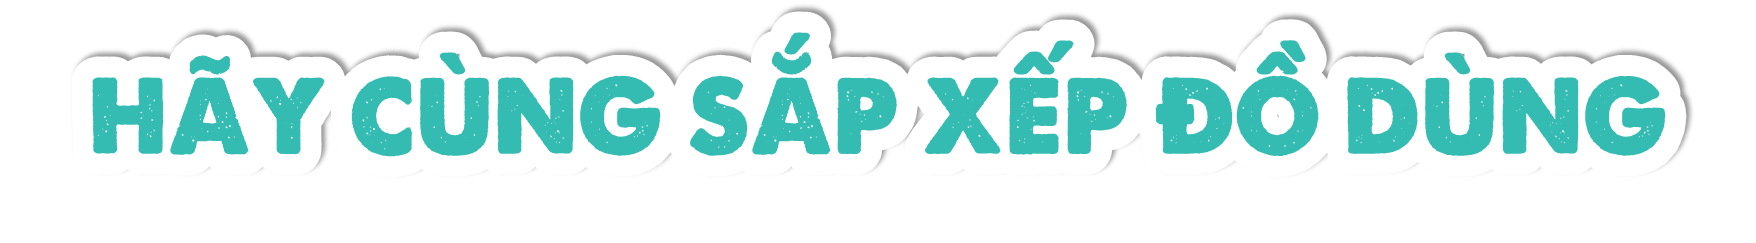 HÃY CÙNG SẮP XẾP ĐỒ DÙNG